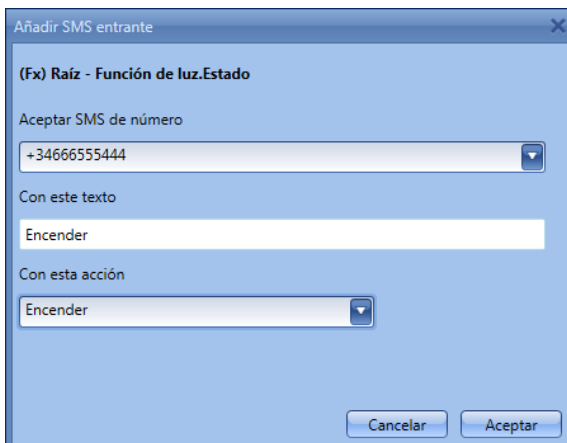 Añadir SMS entrante
(Fx) Raíz - Función de luz.Estado
Aceptar SMS de número
+34666555444
Con este texto
Encender
Con esta acción
Encender
Cancelar Aceptar